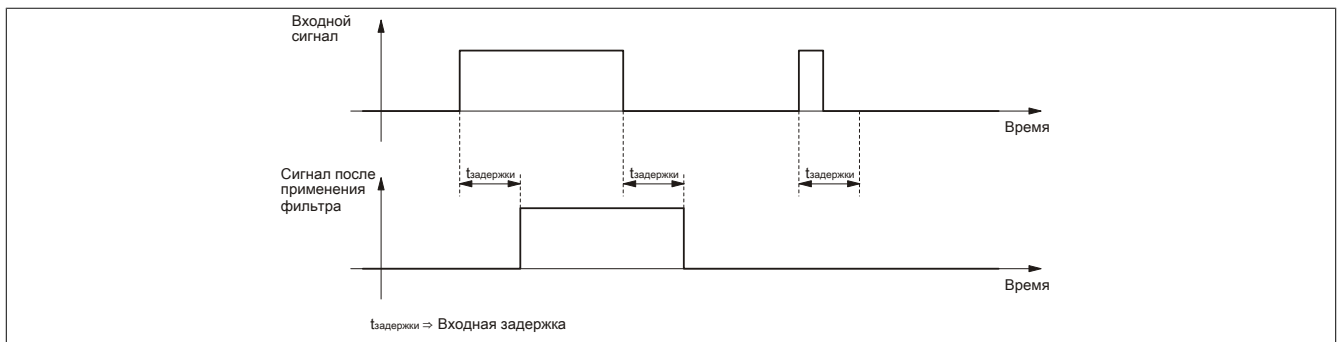 Входной
сигнал
Время
Сигнал после
применения
фильтра
tзадержки
tзадержки
tзадержки
Время
tзадержки ⇒ Входная задержка